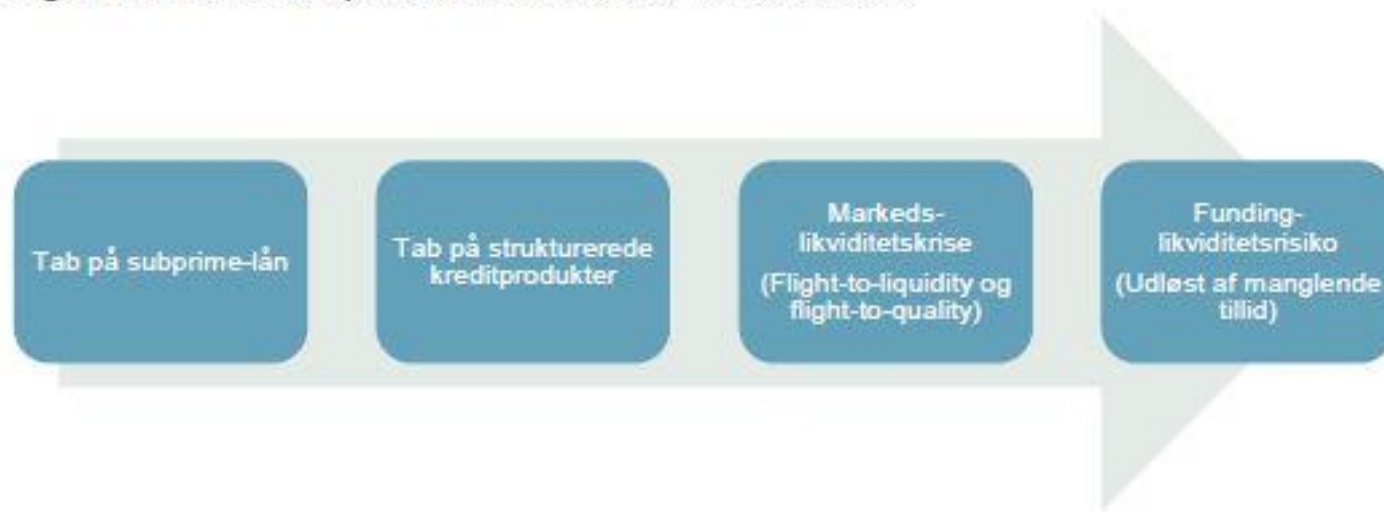 Tab på subprime-lån
Tab på strukturerede
kreditprodukter
Markeds-
likviditetskrise
(Flight-to-liquidity og
flight-to-quality)
Funding-
likviditetsrisiko
(Udløst af manglende
tillid)